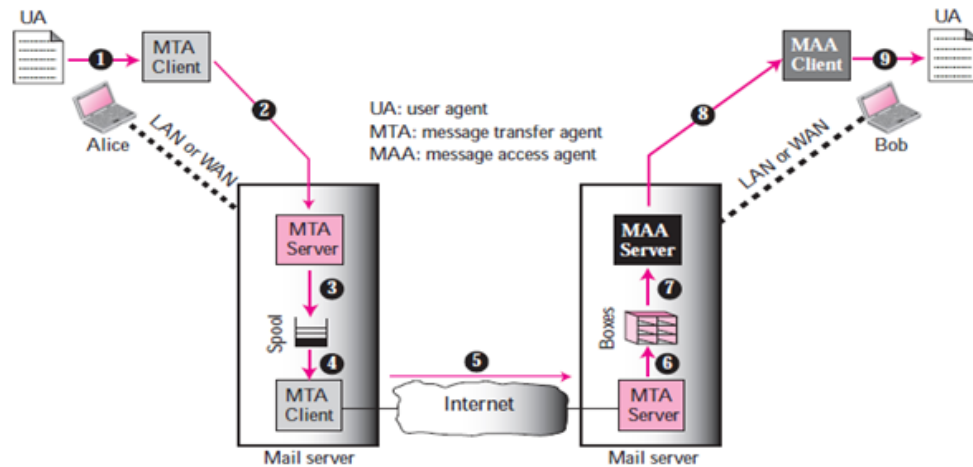 UA
1
MTA
Client
2
Alice
LAN or WAN
UA: user agent
MTA: message transfer agent
MAA: message access agent
MTA
Server
3
Spool
4
MTA
Client
Mail server
5
Internet
MTA
Server
6
Boxes
7
MAA
Server
Mail server
8
MAA
Client
9
UA
Bob
LAN or WAN